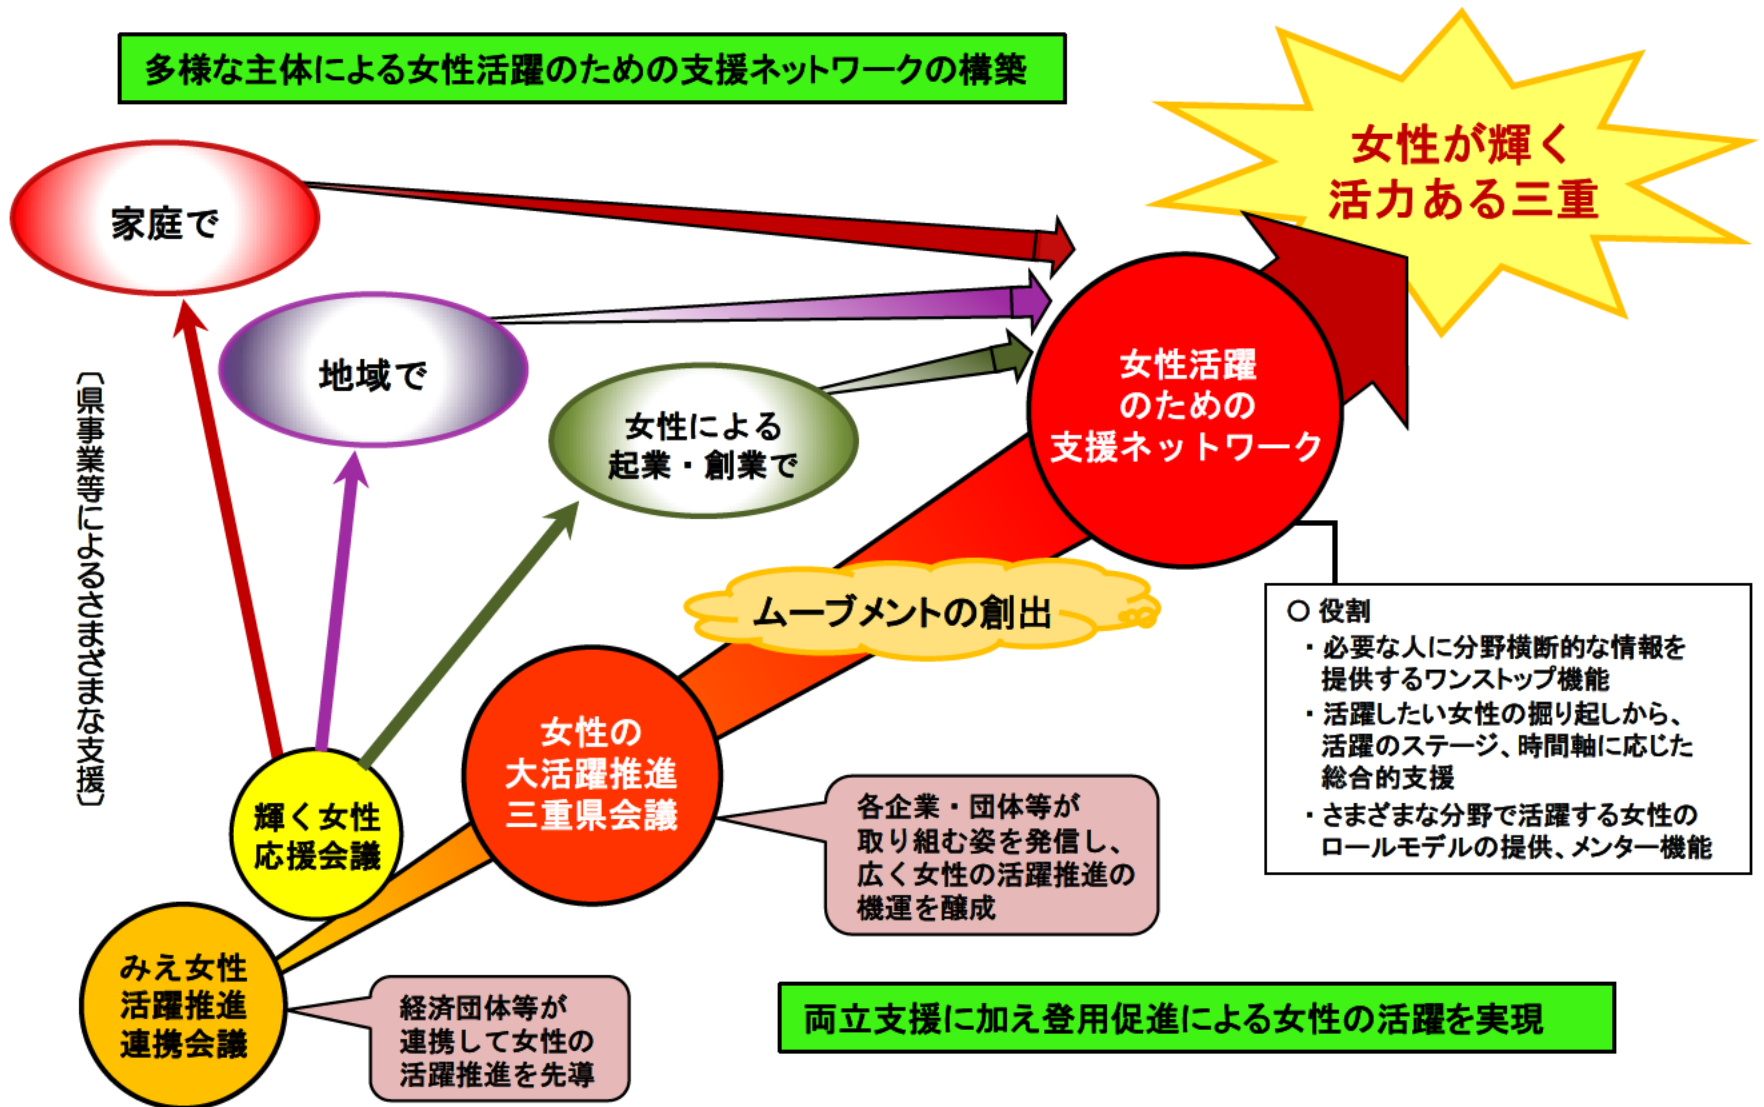 多様な主体による女性活躍のための支援ネットワークの構築
女性が輝く
活力ある三重
家庭で
地域で
女性による
起業・創業で
女性活躍
のための
支援ネットワーク
〔県事業等によるさまざまな支援〕
ムーブメントの創出
〇 役割
・必要な人に分野横断的な情報を
提供するワンストップ機能
・活躍したい女性の掘り起しから、
活躍のステージ、時間軸に応じた
総合的支援
・さまざまな分野で活躍する女性の
ロールモデルの提供、メンター機能
女性の
大活躍推進
三重県会議
輝く女性
応援会議
各企業・団体等が
取り組む姿を発信し、
広く女性の活躍推進の
機運を醸成
みえ女性
活躍推進
連携会議
経済団体等が
連携して女性の
活躍推進を先導
両立支援に加え登用促進による女性の活躍を実現